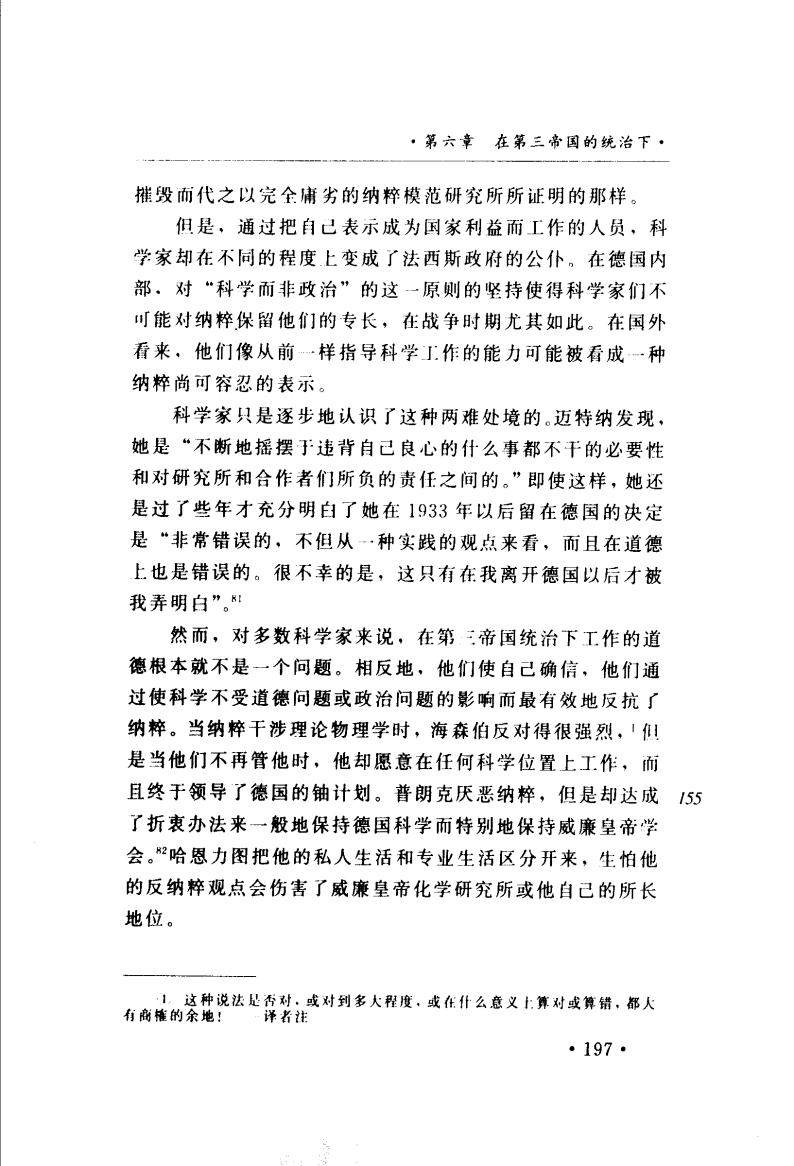 ·第六章　在第三帝国的统治下·
摧毁而代之以完全庸劣的纳粹模范研究所所证明的那样。
但是，通过把自己表示成为国家利益而工作的人员，科
学家却在不同的程度上变成了法西斯政府的公仆。在德国内
部，对“科学而非政治”的这一原则的坚持使得科学家们不
可能对纳粹保留他们的专长，在战争时期尤其如此。在国外
看来，他们像从前一样指导科学工作的能力可能被看成一种
纳粹尚可容忍的表示。
科学家只是逐步地认识了这种两难处境的。迈特纳发现，
她是“不断地摇摆于违背自己良心的什么事都不干的必要性
和对研究所和合作者们所负的责任之间的。”即使这样，她还
是过了些年才充分明白了她在 1933 年以后留在德国的决定
是“非常错误的，不但从一种实践的观点来看，而且在道德
上也是错误的。很不幸的是，这只有在我离开德国以后才被
我弄明白”。81
然而，对多数科学家来说，在第三帝国统治下工作的道
德根本就不是一个问题。相反地，他们使自己确信，他们通
过使科学不受道德问题或政治问题的影响而最有效地反抗了
纳粹。当纳粹干涉理论物理学时，海森伯反对得很强烈，1但
是当他们不再管他时，他却愿意在任何科学位置上工作，而
且终于领导了德国的铀计划。普朗克厌恶纳粹，但是却达成 155
了折衷办法来一般地保持德国科学而特别地保持威廉皇帝学
会。82哈恩力图把他的私人生活和专业生活区分开来，生怕他
的反纳粹观点会伤害了威廉皇帝化学研究所或他自己的所长
地位。
1. 这种说法是否对，或对到多大程度，或在什么意义上算对或算错，都大
有商榷的余地！——译者注
·197·